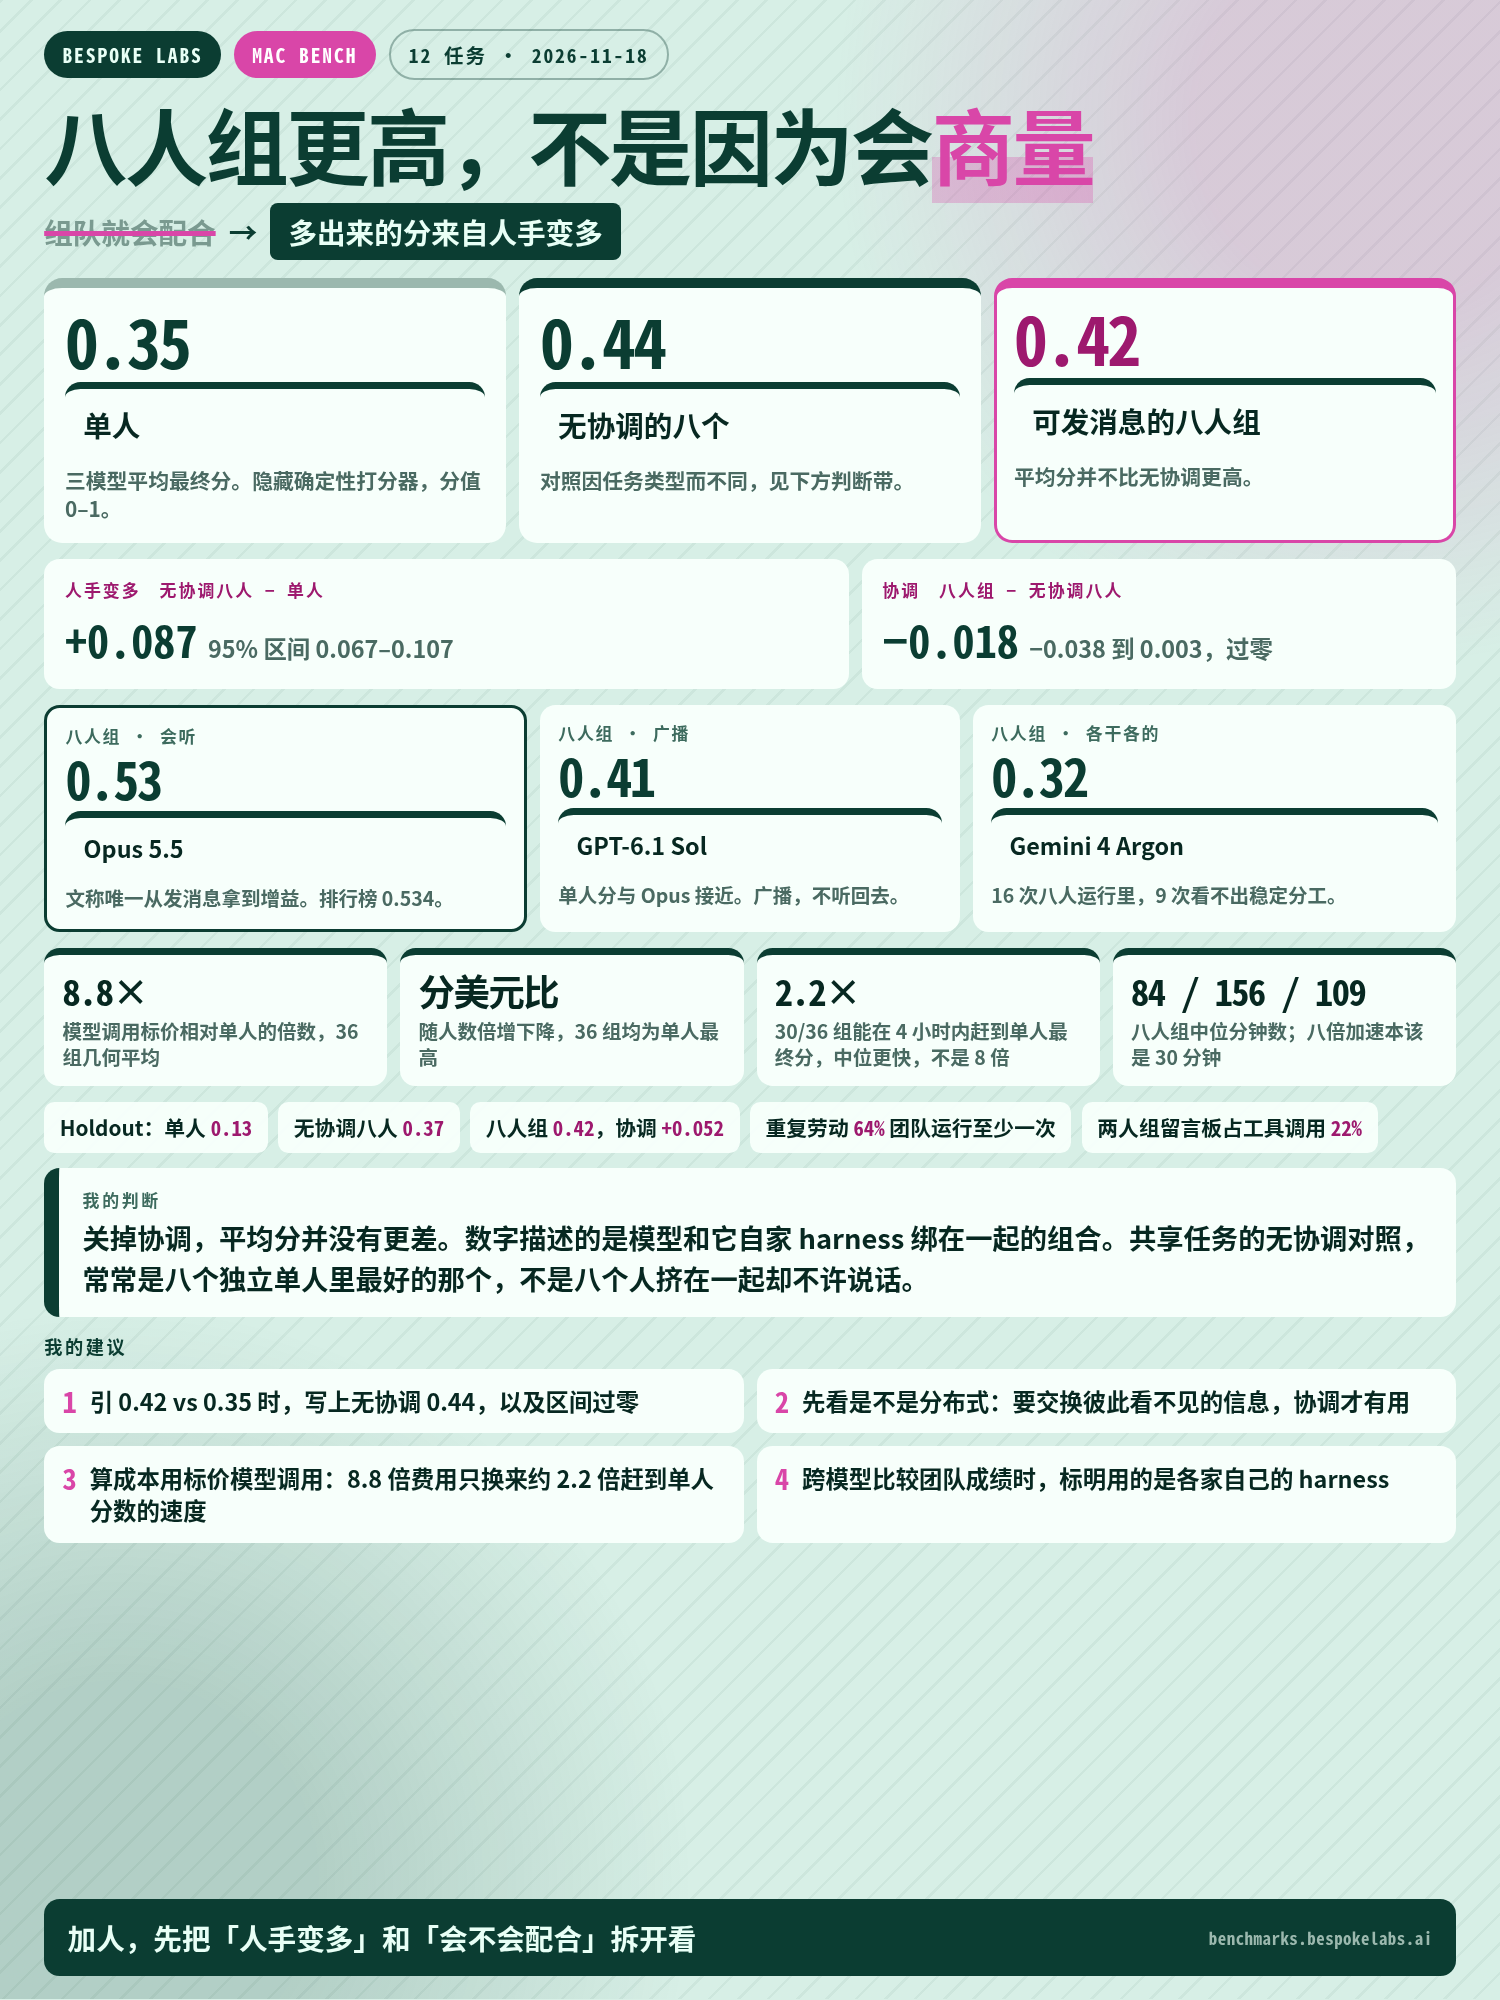 BESPOKE LABS
MAC BENCH
12 任务 · 2026-11-18
八人组更高，不是因为会商量
组队就会配合 → 多出来的分来自人手变多
0.35
单人
三模型平均最终分。隐藏确定性打分器，分值
0–1。
0.44
无协调的八个
对照因任务类型而不同，见下方判断带。
0.42
可发消息的八人组
平均分并不比无协调更高。
人手变多 无协调八人 − 单人
+0.087 95% 区间 0.067–0.107
协调 八人组 − 无协调八人
−0.018 −0.038 到 0.003，过零
八人组 · 会听
0.53
Opus 5.5
文称唯一从发消息拿到增益。排行榜 0.534。
八人组 · 广播
0.41
GPT-6.1 Sol
单人分与 Opus 接近。广播，不听回去。
八人组 · 各干各的
0.32
Gemini 4 Argon
16 次八人运行里，9 次看不出稳定分工。
8.8×
模型调用标价相对单人的倍数，36
组几何平均
分美元比
随人数倍增下降，36 组均为单人最
高
2.2×
30/36 组能在 4 小时内赶到单人最
终分，中位更快，不是 8 倍
84 / 156 / 109
八人组中位分钟数；八倍加速本该
是 30 分钟
Holdout：单人 0.13
无协调八人 0.37
八人组 0.42，协调 +0.052
重复劳动 64% 团队运行至少一次
两人组留言板占工具调用 22%
我的判断
关掉协调，平均分并没有更差。数字描述的是模型和它自家 harness 绑在一起的组合。共享任务的无协调对照，
常常是八个独立单人里最好的那个，不是八个人挤在一起却不许说话。
我的建议
1 引 0.42 vs 0.35 时，写上无协调 0.44，以及区间过零
2 先看是不是分布式：要交换彼此看不见的信息，协调才有用
3 算成本用标价模型调用：8.8 倍费用只换来约 2.2 倍赶到单人
分数的速度
4 跨模型比较团队成绩时，标明用的是各家自己的 harness
加人，先把「人手变多」和「会不会配合」拆开看
benchmarks.bespokelabs.ai